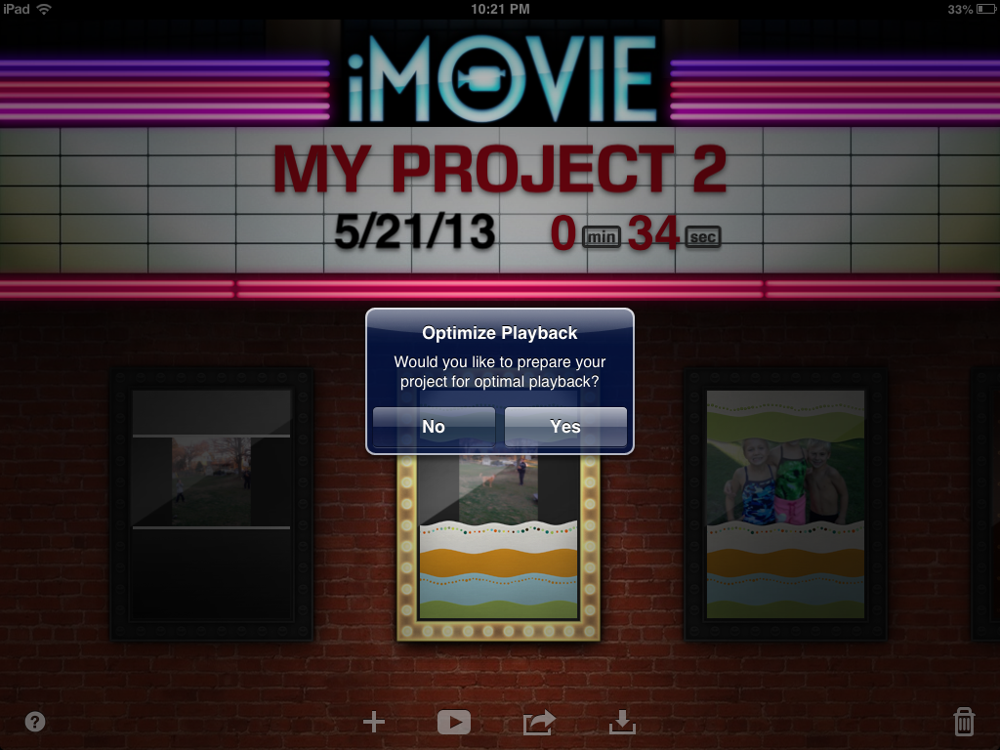 iPad 10:21 PM 33%
iMOVIE
MY PROJECT 2
5/21/13 0 min 34 sec
Optimize Playback
Would you like to prepare your
project for optimal playback?
No Yes
?